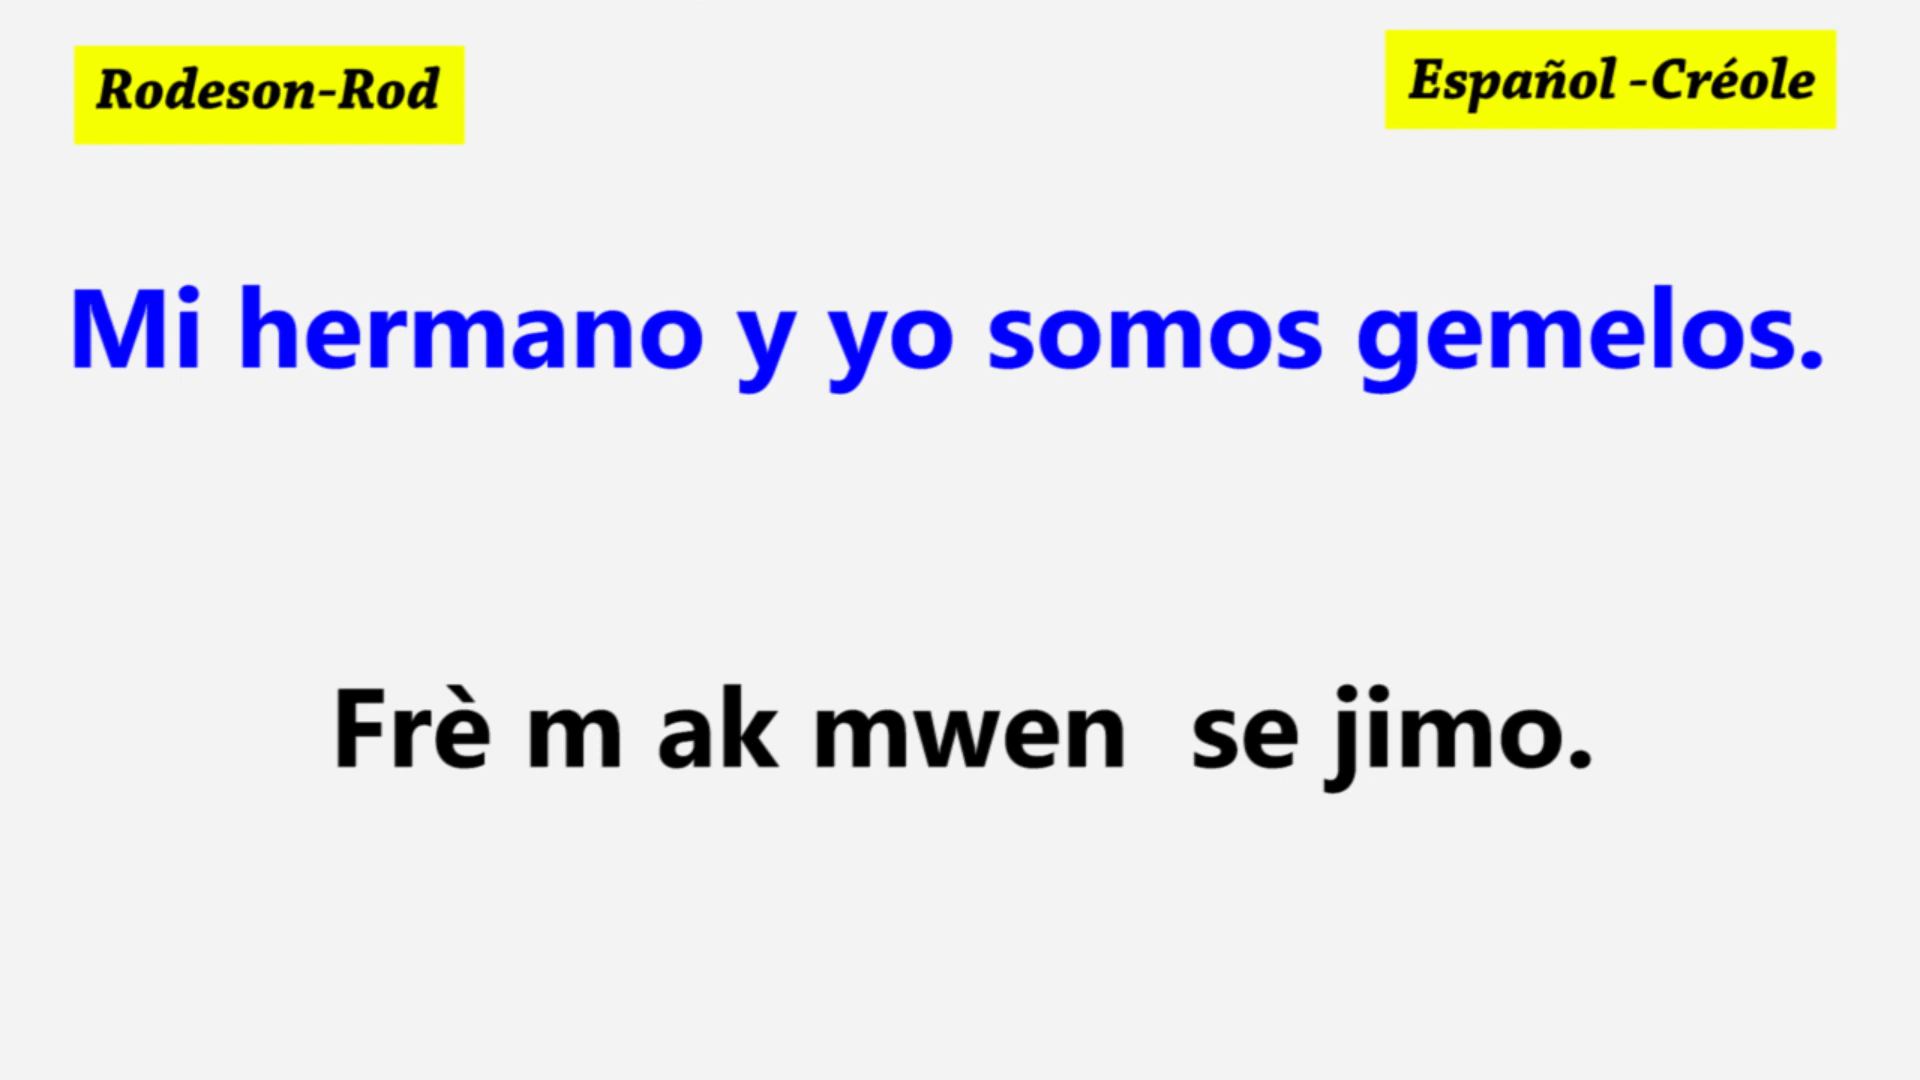 Rodeson-Rod
Español -Créole
Mi hermano y yo somos gemelos.
Frè m ak mwen  se jimo.